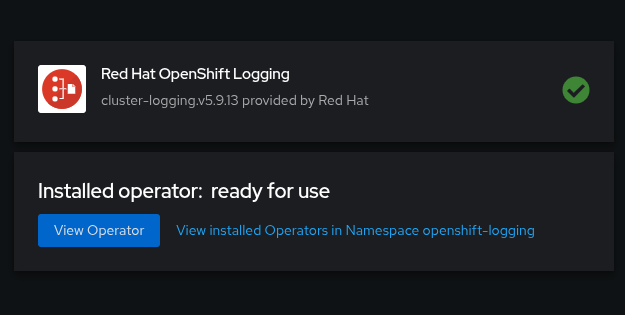 Red Hat OpenShift Logging
cluster-logging.v5.9.13 provided by Red Hat
Installed operator: ready for use
View Operator
View installed Operators in Namespace openshift-logging